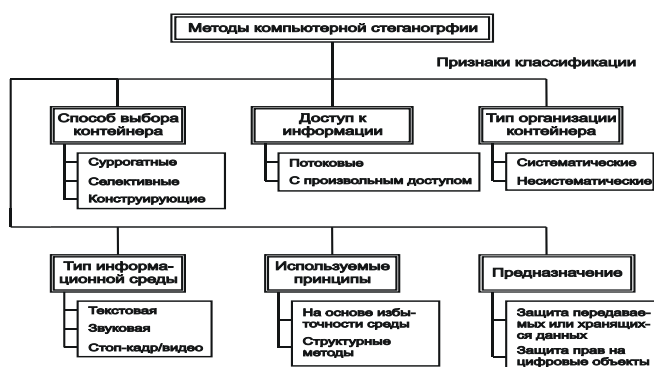 Методы компьютерной стеганогрфии
Признаки классификации
Способ выбора
контейнера
Суррогатные
Селективные
Конструирующие
Доступ к
информации
Потоковые
С произвольным доступом
Тип организации
контейнера
Систематические
Несистематические
Тип информа-
ционной среды
Текстовая
Звуковая
Стоп-кадр/видео
Используемые
принципы
На основе избы-
точности среды
Структурные
методы
Предназначение
Защита передавае-
мых или хранящих-
ся данных
Защита прав на
цифровые объекты